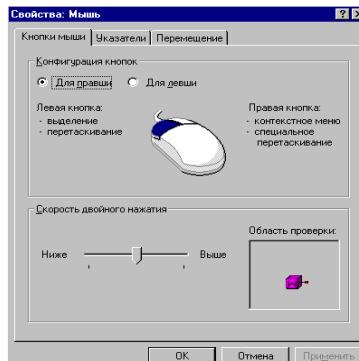 Свойства: Мышь
Кнопки мыши Указатели Перемещение
Конфигурация кнопок
Для правши Для левши
Левая кнопка:
- выделение
- перетаскивание
Правая кнопка:
- контекстное меню
- специальное
перетаскивание
Скорость двойного нажатия
Область проверки:
Ниже Выше
OK Отмена Применить